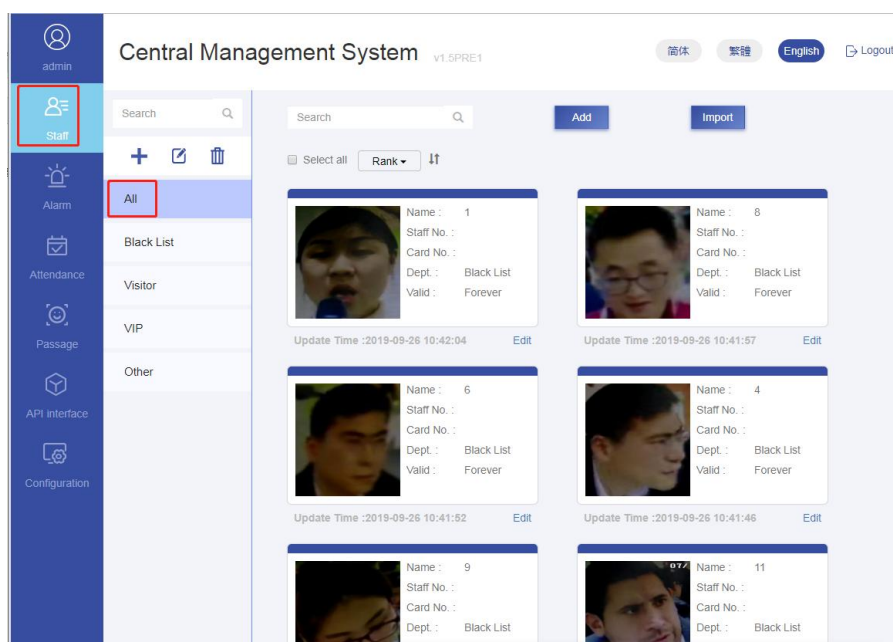 admin
Central Management System v1.5PRE1
简体 繁體 English Logout
Staff
Alarm
Attendance
Passage
API Interface
Configuration
Search
All
Black List
Visitor
VIP
Other
Search Add Import
Select all Rank
Name : 1
Staff No. :
Card No. :
Dept. : Black List
Valid : Forever
Update Time :2019-09-26 10:42:04 Edit
Name : 8
Staff No. :
Card No. :
Dept. : Black List
Valid : Forever
Update Time :2019-09-26 10:41:57 Edit
Name : 6
Staff No. :
Card No. :
Dept. : Black List
Valid : Forever
Update Time :2019-09-26 10:41:52 Edit
Name : 4
Staff No. :
Card No. :
Dept. : Black List
Valid : Forever
Update Time :2019-09-26 10:41:46 Edit
Name : 9
Staff No. :
Card No. :
Dept. : Black List
Name : 11
Staff No. :
Card No. :
Dept. : Black List